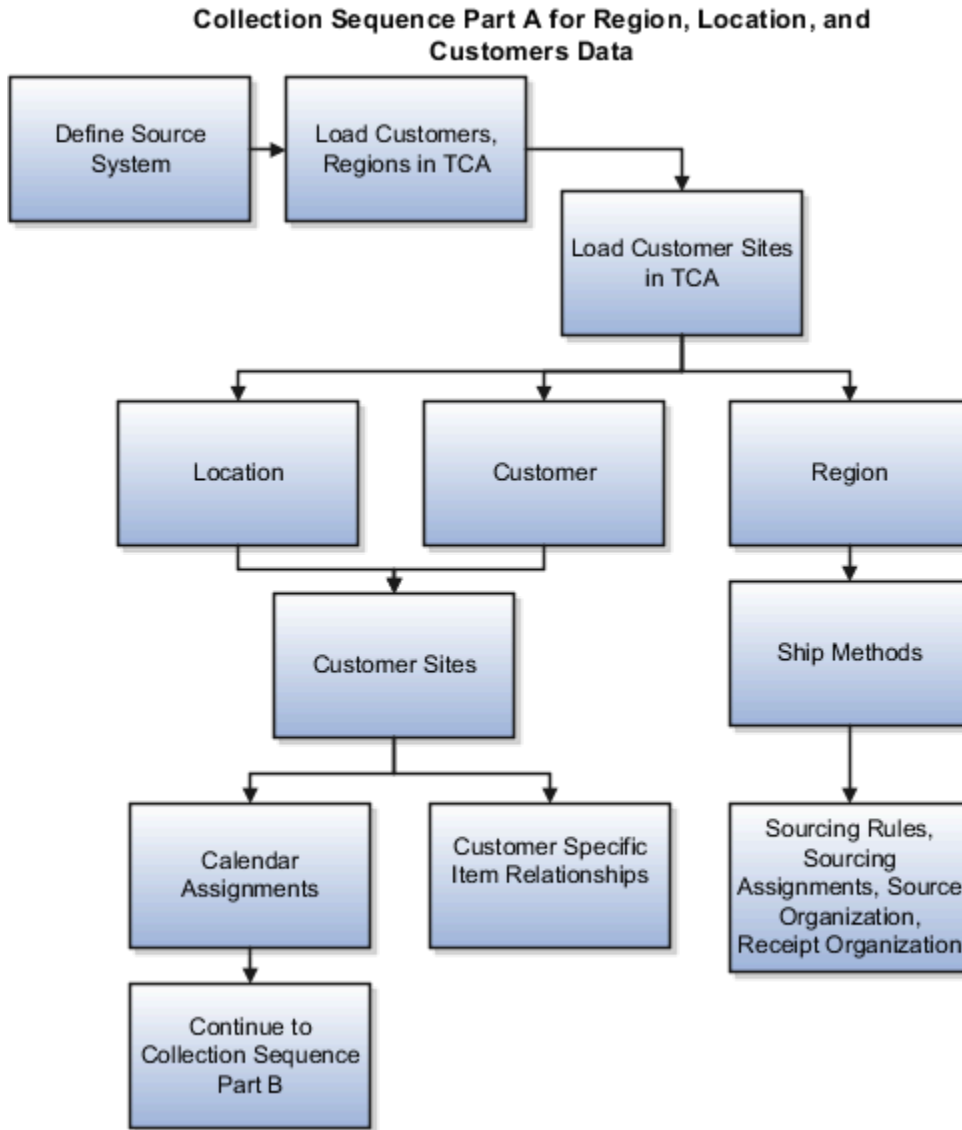 Collection Sequence Part A for Region, Location, and
Customers Data
Define Source
System
Load Customers,
Regions in TCA
Load Customer Sites
in TCA
Location
Customer
Region
Customer Sites
Ship Methods
Calendar
Assignments
Customer Specific
Item Relationships
Sourcing Rules,
Sourcing
Assignments, Source
Organization,
Receipt Organization
Continue to
Collection Sequence
Part B